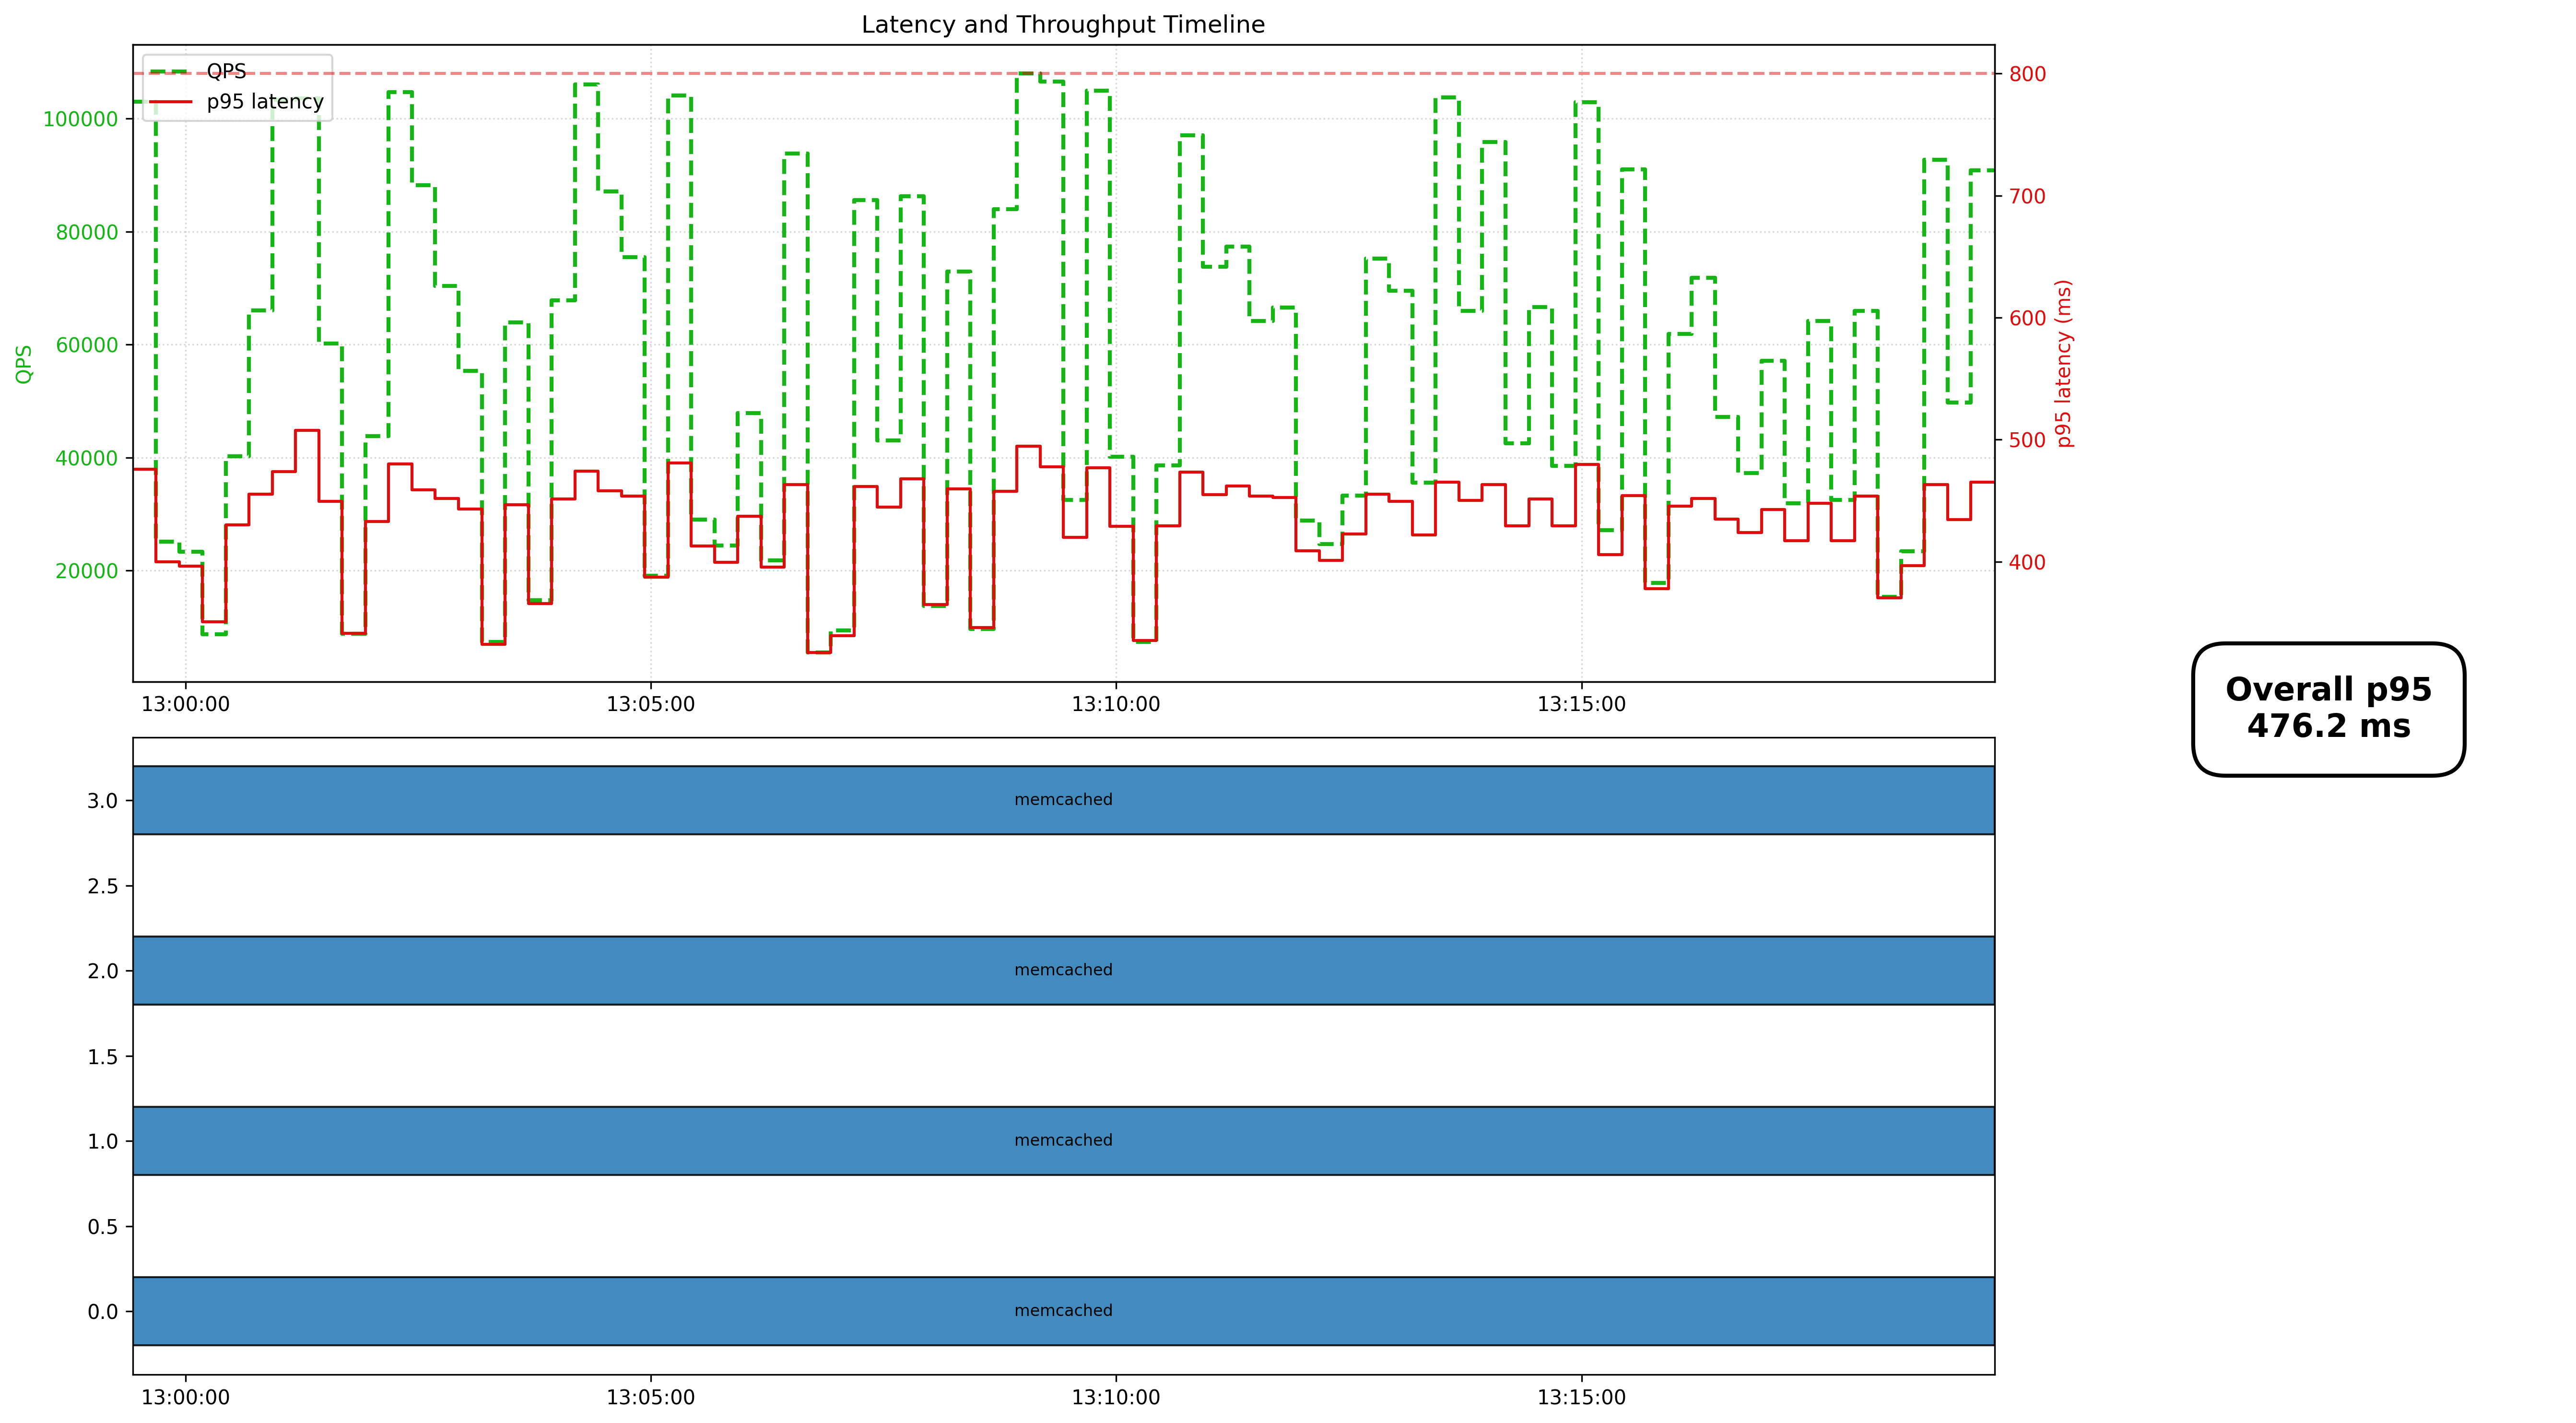 Latency and Throughput Timeline
QPS
p95 latency
100000
80000
60000
40000
20000
QPS
800
700
600
500
400
p95 latency (ms)
13:00:00
13:05:00
13:10:00
13:15:00
Overall p95
476.2 ms
3.0
2.5
2.0
1.5
1.0
0.5
0.0
memcached
memcached
memcached
memcached
13:00:00
13:05:00
13:10:00
13:15:00